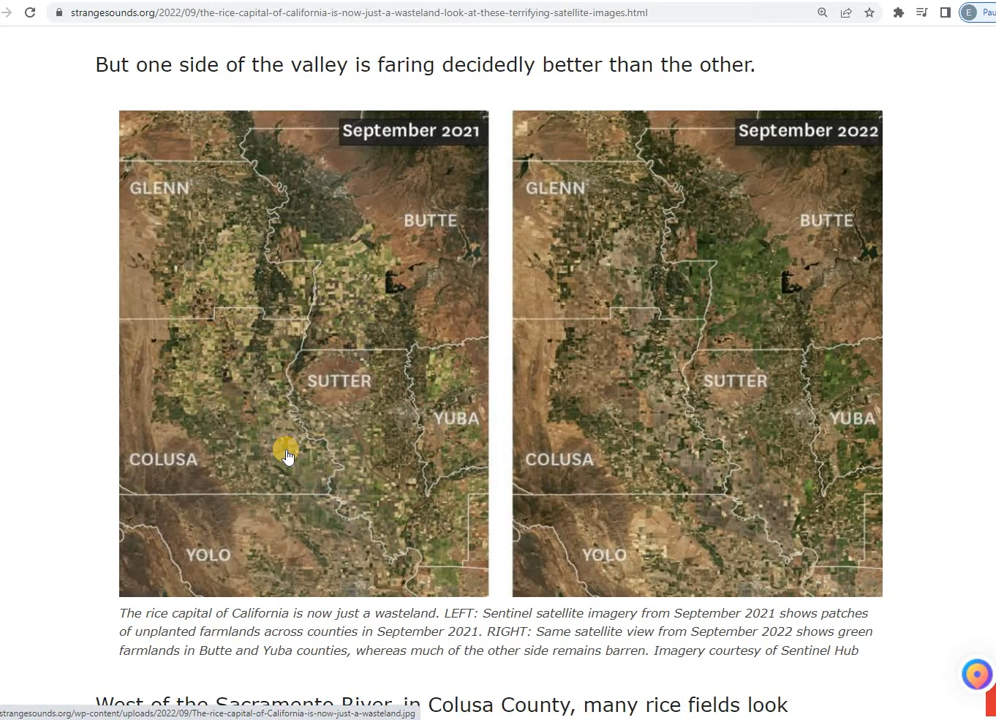 strangesounds.org/2022/09/the-rice-capital-of-california-is-now-just-a-wasteland-look-at-these-terrifying-satellite-images.html
E Pau
But one side of the valley is faring decidedly better than the other.
September 2021
September 2022
GLENN
BUTTE
GLENN
BUTTE
SUTTER
SUTTER
YUBA
YUBA
COLUSA
COLUSA
YOLO
YOLO
The rice capital of California is now just a wasteland. LEFT: Sentinel satellite imagery from September 2021 shows patches
of unplanted farmlands across counties in September 2021. RIGHT: Same satellite view from September 2022 shows green
farmlands in Butte and Yuba counties, whereas much of the other side remains barren. Imagery courtesy of Sentinel Hub
West of the Sacramento River, in Colusa County, many rice fields look
strangesounds.org/wp-content/uploads/2022/09/The-rice-capital-of-California-is-now-just-a-wasteland.jpg